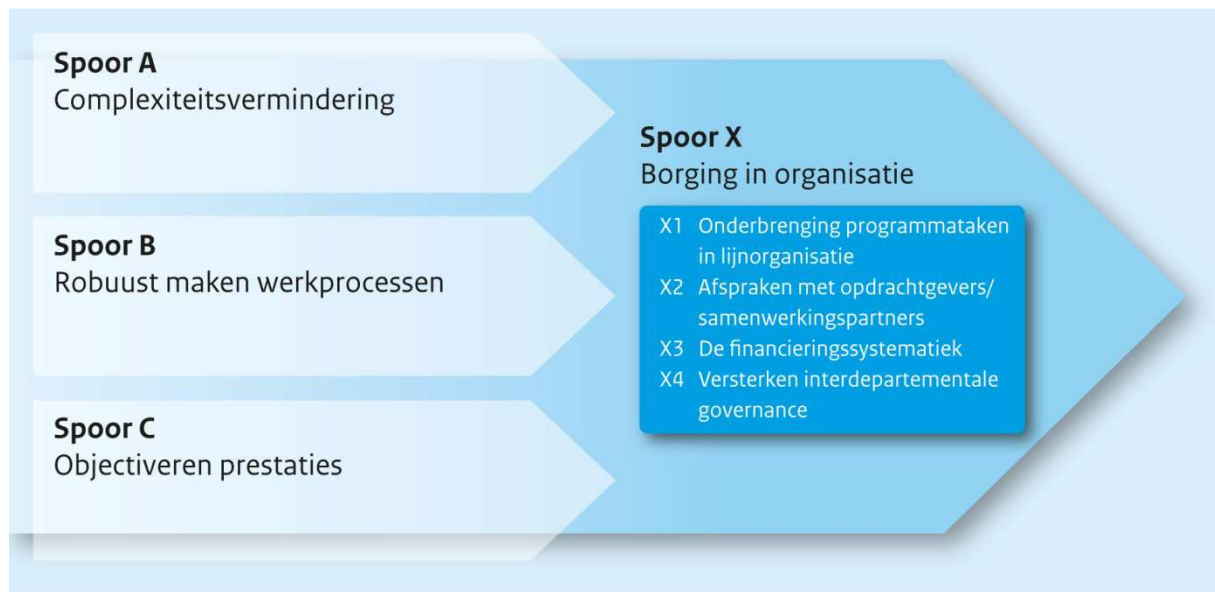 Spoor A
Complexiteitsvermindering
Spoor B
Robuust maken werkprocessen
Spoor C
Objectiveren prestaties
Spoor X
Borging in organisatie
X1 Onderbrenging programmataken
in lijnorganisatie
X2 Afspraken met opdrachtgevers/
samenwerkingspartners
X3 De financieringssystematiek
X4 Versterken interdepartementale
governance